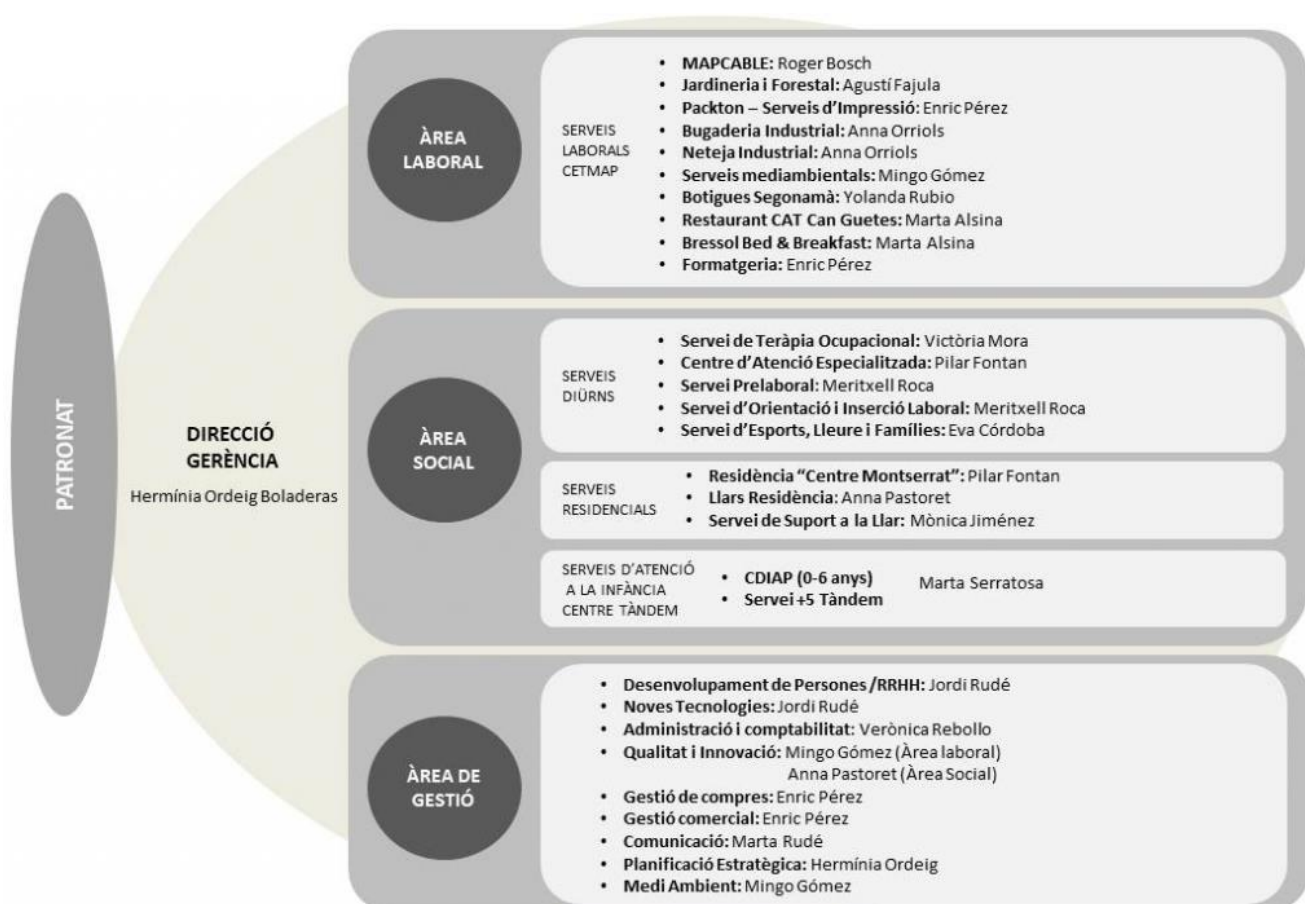 PATRONAT
DIRECCIÓ
GERÈNCIA
Hermínia Ordeig Boladeras
ÀREA
LABORAL
SERVEIS
LABORALS
CETMAP
• MAPCABLE: Roger Bosch
• Jardineria i Forestal: Agustí Fajula
• Packton – Serveis d'Impressió: Enric Pérez
• Bugaderia Industrial: Anna Orriols
• Neteja Industrial: Anna Orriols
• Serveis mediambientals: Mingo Gómez
• Botigues Segonamà: Yolanda Rubio
• Restaurant CAT Can Guetes: Marta Alsina
• Bressol Bed & Breakfast: Marta Alsina
• Formatgeria: Enric Pérez
ÀREA
SOCIAL
SERVEIS
DIÜRNS
• Servei de Teràpia Ocupacional: Victòria Mora
• Centre d'Atenció Especialitzada: Pilar Fontan
• Servei Prelaboral: Meritxell Roca
• Servei d'Orientació i Inserció Laboral: Meritxell Roca
• Servei d'Esports, Lleure i Famílies: Eva Córdoba
SERVEIS
RESIDENCIALS
• Residència "Centre Montserrat": Pilar Fontan
• Llars Residència: Anna Pastoret
• Servei de Suport a la Llar: Mònica Jiménez
SERVEIS D'ATENCIÓ
A LA INFÀNCIA
CENTRE TÀNDEM
• CDIAP (0-6 anys)
• Servei +5 Tàndem
Marta Serratosa
ÀREA DE
GESTIÓ
• Desenvolupament de Persones /RRHH: Jordi Rudé
• Noves Tecnologies: Jordi Rudé
• Administració i comptabilitat: Verònica Rebollo
• Qualitat i Innovació: Mingo Gómez (Àrea laboral)
Anna Pastoret (Àrea Social)
• Gestió de compres: Enric Pérez
• Gestió comercial: Enric Pérez
• Comunicació: Marta Rudé
• Planificació Estratègica: Hermínia Ordeig
• Medi Ambient: Mingo Gómez